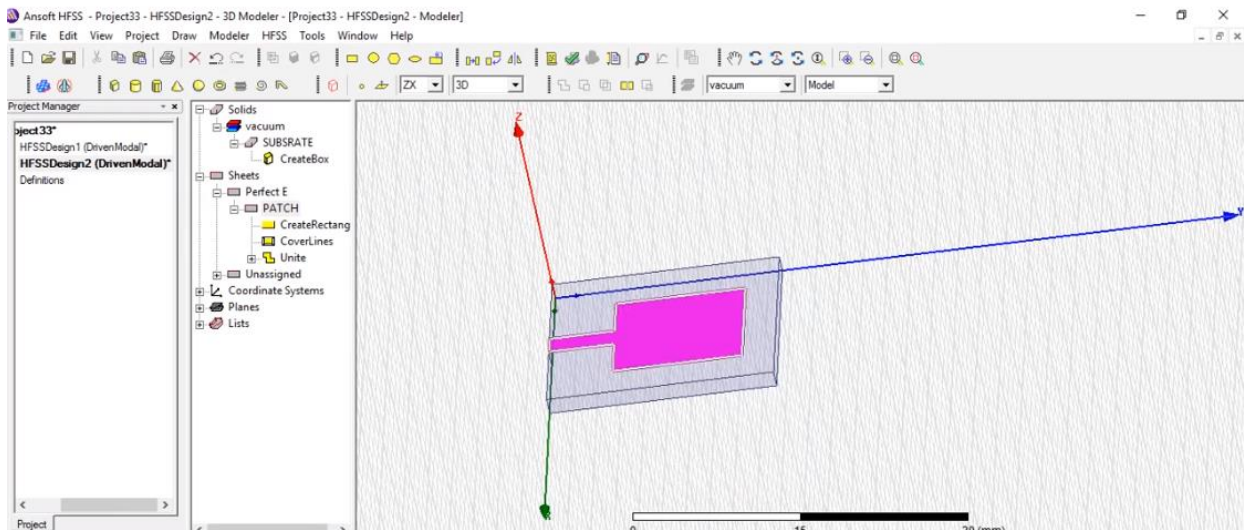 Ansoft HFSS - Project33 - HFSSDesign2 - 3D Modeler - [Project33 - HFSSDesign2 - Modeler]
File Edit View Project Draw Modeler HFSS Tools Window Help
ZX 3D vacuum Model
Project Manager
oject33*
HFSSDesign1 (DrivenModal)*
HFSSDesign2 (DrivenModal)*
Definitions
Project
Solids
vacuum
SUBSRATE
CreateBox
Sheets
Perfect E
PATCH
CreateRectang
CoverLines
Unite
Unassigned
Coordinate Systems
Planes
Lists
Z
Y
0 15 30 (mm)